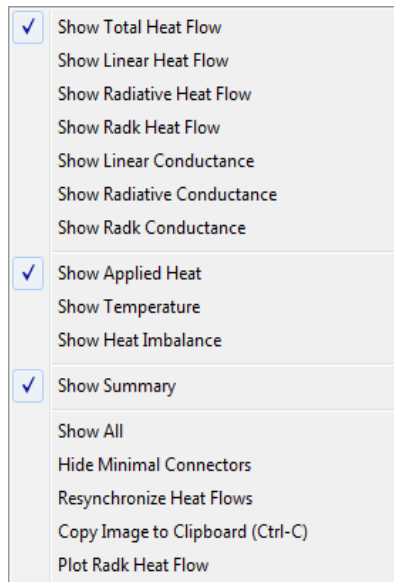 Show Total Heat Flow
Show Linear Heat Flow
Show Radiative Heat Flow
Show Radk Heat Flow
Show Linear Conductance
Show Radiative Conductance
Show Radk Conductance
Show Applied Heat
Show Temperature
Show Heat Imbalance
Show Summary
Show All
Hide Minimal Connectors
Resynchronize Heat Flows
Copy Image to Clipboard (Ctrl-C)
Plot Radk Heat Flow